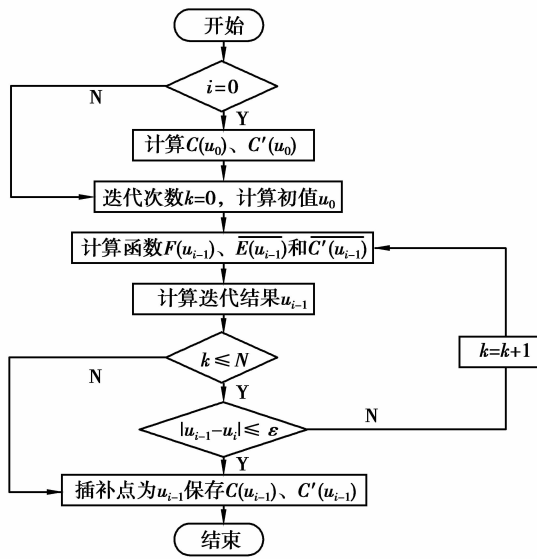 开始
i=0
N
Y
计算C(u₀)、C′(u₀)
迭代次数k=0，计算初值u₀
计算函数F(uᵢ₋₁)、E(uᵢ₋₁)和C′(uᵢ₋₁)
计算迭代结果uᵢ₋₁
k=k+1
k≤N
N
Y
|uᵢ₋₁−uᵢ|≤ε
N
Y
插补点为uᵢ₋₁保存C(uᵢ₋₁)、C′(uᵢ₋₁)
结束